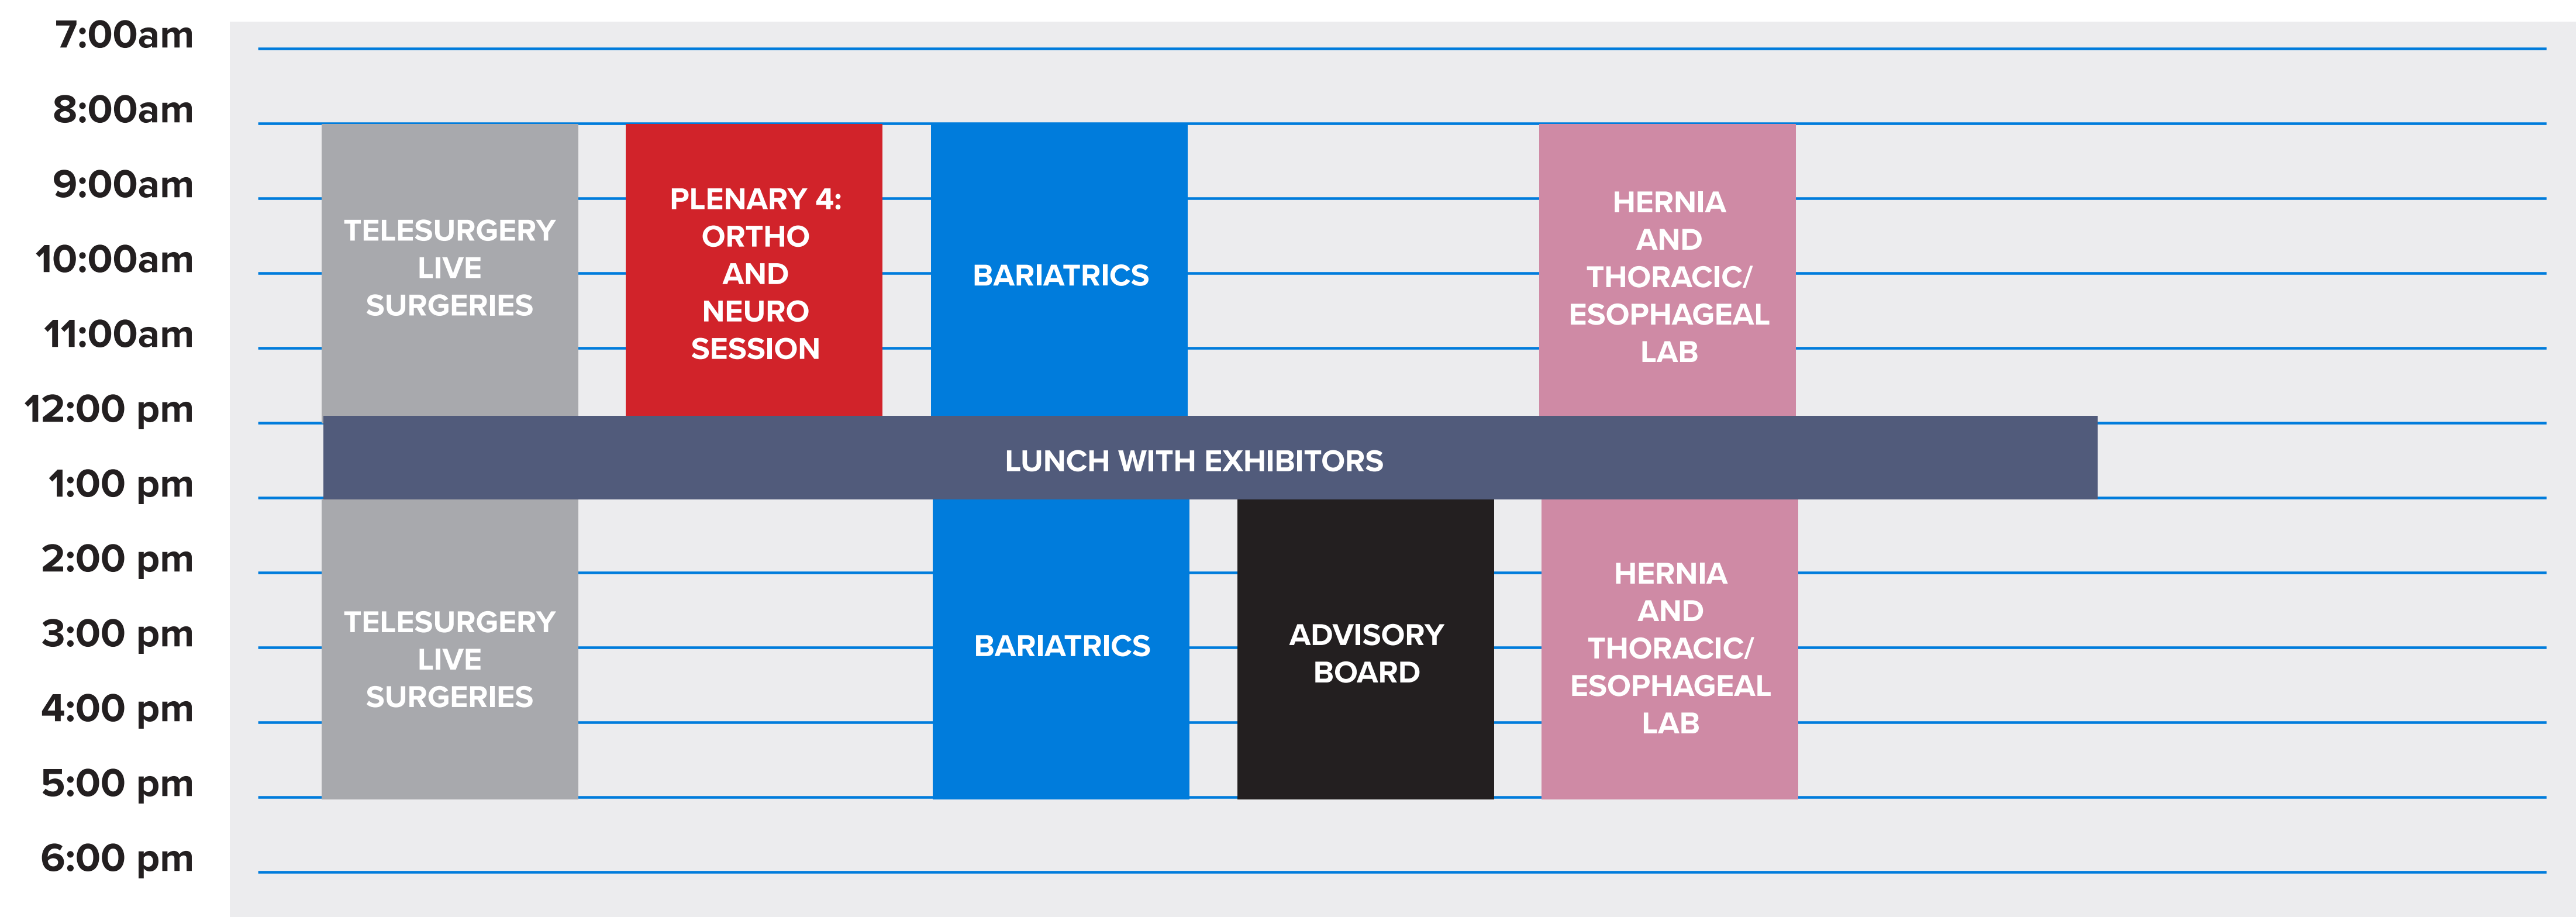 7:00am
8:00am
9:00am
10:00am
11:00am
12:00 pm
1:00 pm
2:00 pm
3:00 pm
4:00 pm
5:00 pm
6:00 pm
TELESURGERY
LIVE
SURGERIES
PLENARY 4:
ORTHO
AND
NEURO
SESSION
BARIATRICS
HERNIA
AND
THORACIC/
ESOPHAGEAL
LAB
LUNCH WITH EXHIBITORS
TELESURGERY
LIVE
SURGERIES
BARIATRICS
ADVISORY
BOARD
HERNIA
AND
THORACIC/
ESOPHAGEAL
LAB